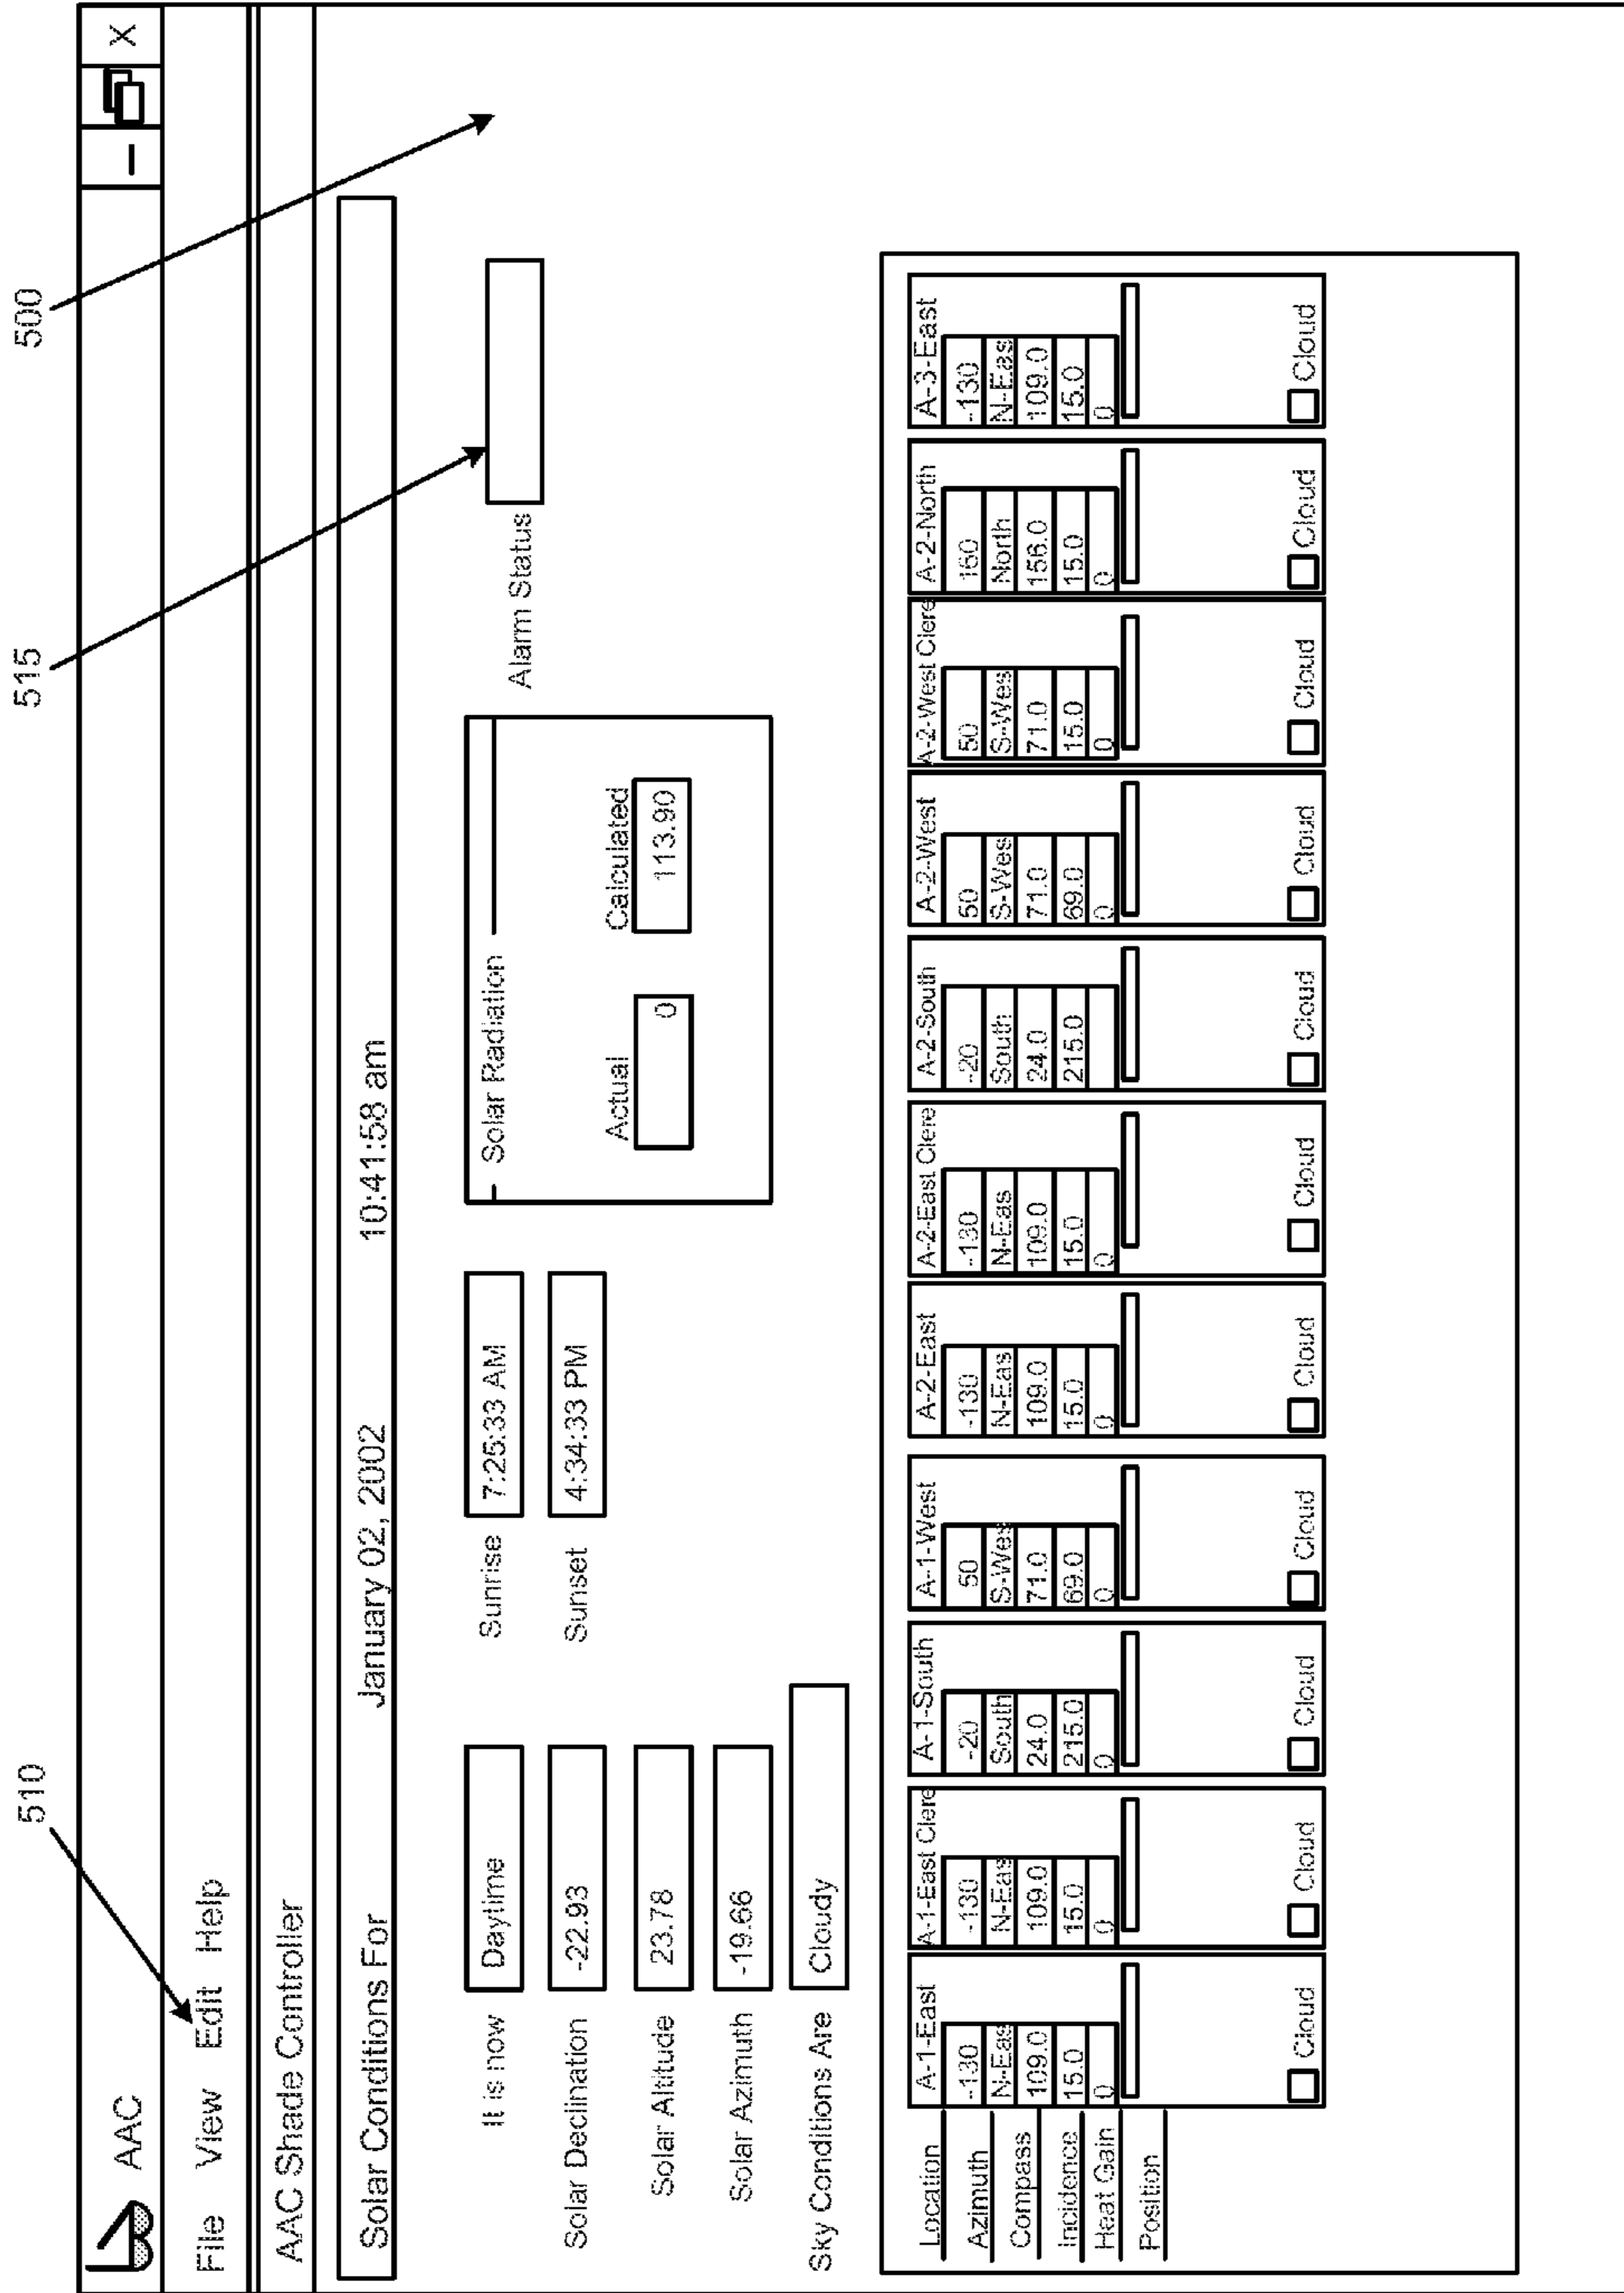 510 515 500
AAC – X
File View Edit Help
AAC Shade Controller
Solar Conditions For January 02, 2002 10:41:58 am
It is now Daytime Sunrise 7:25:33 AM Solar Radiation Alarm Status
Solar Declination -22.93 Sunset 4:34:33 PM Actual Calculated
Solar Altitude 23.78 0 113.90
Solar Azimuth -19.66
Sky Conditions Are Cloudy
Location A-1-East A-1-East Clere A-1-South A-1-West A-2-East A-2-East Clere A-2-South A-2-West A-2-West Clere A-2-North A-3-East
Azimuth -130 -130 -20 50 -130 -130 -20 50 50 160 -130
Compass N-Eas N-Eas South S-Wes N-Eas N-Eas South S-Wes S-Wes North N-Eas
Incidence 109.0 109.0 24.0 71.0 109.0 109.0 24.0 71.0 71.0 156.0 109.0
Heat Gain 15.0 15.0 215.0 69.0 15.0 15.0 215.0 69.0 15.0 15.0 15.0
Position 0 0 0 0 0 0 0 0 0 0 0
Cloud Cloud Cloud Cloud Cloud Cloud Cloud Cloud Cloud Cloud Cloud